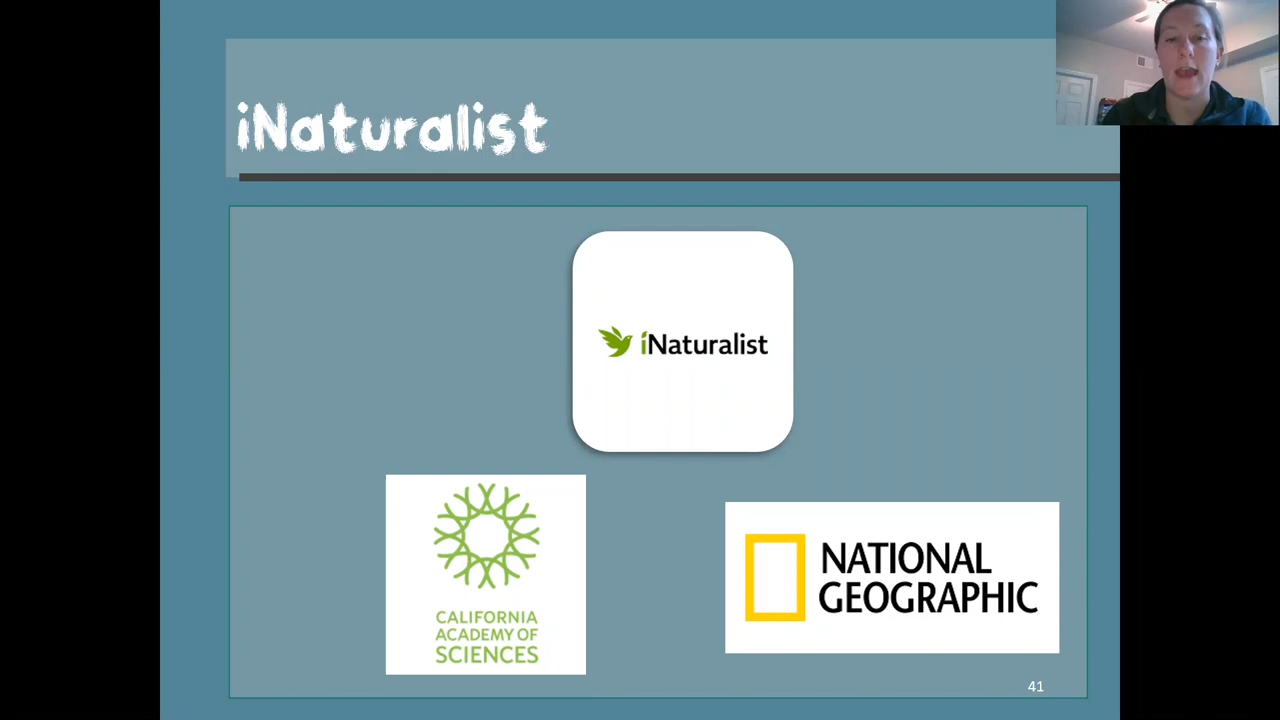 iNaturalist
iNaturalist
CALIFORNIA
ACADEMY OF
SCIENCES
NATIONAL
GEOGRAPHIC
41